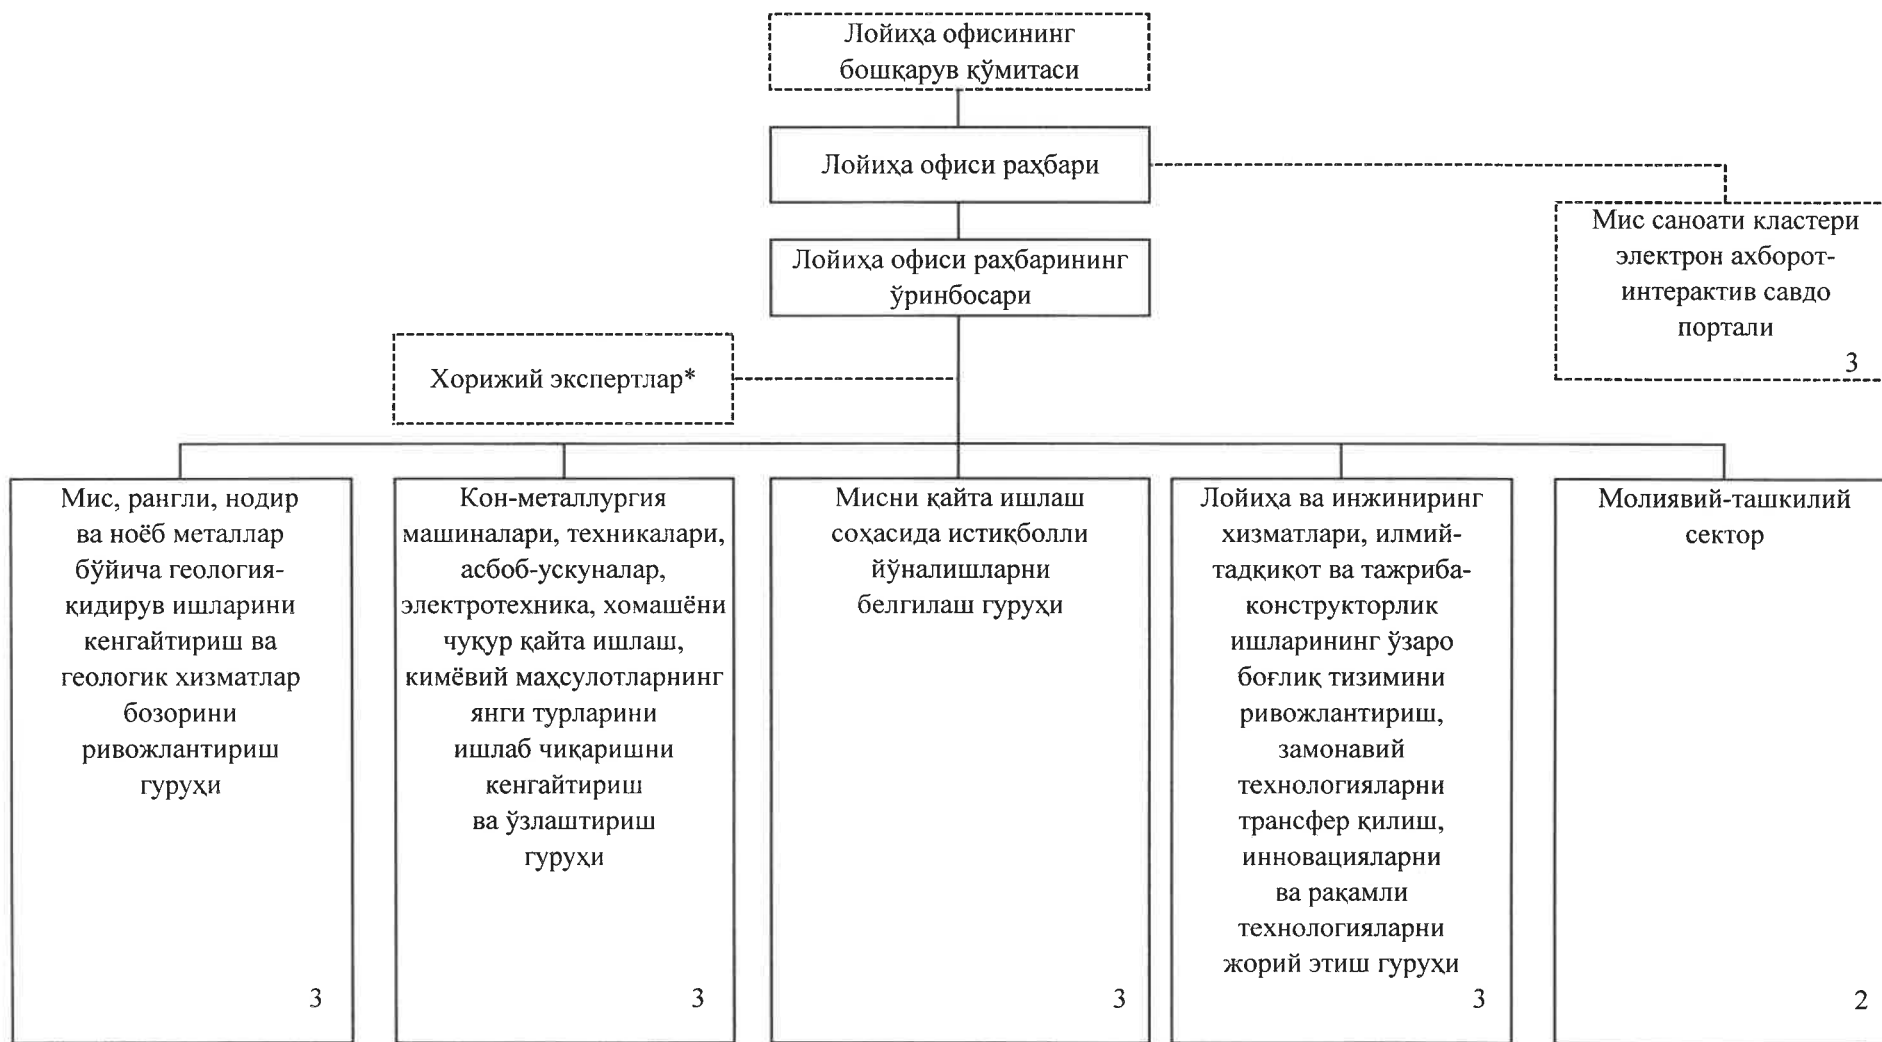 Лойиҳа офисининг
бошқарув қўмитаси
Лойиҳа офиси раҳбари
Мис саноати кластери
электрон ахборот-
интерактив савдо
портали
3
Лойиҳа офиси раҳбарининг
ўринбосари
Хорижий экспертлар*
Мис, рангли, нодир
ва ноёб металлар
бўйича геология-
қидирув ишларини
кенгайтириш ва
геологик хизматлар
бозорини
ривожлантириш
гуруҳи
3
Кон-металлургия
машиналари, техникалари,
асбоб-ускуналар,
электротехника, хомашёни
чуқур қайта ишлаш,
кимёвий маҳсулотларнинг
янги турларини
ишлаб чиқаришни
кенгайтириш
ва ўзлаштириш
гуруҳи
3
Мисни қайта ишлаш
соҳасида истиқболли
йўналишларни
белгилаш гуруҳи
3
Лойиҳа ва инжиниринг
хизматлари, илмий-
тадқиқот ва тажриба-
конструкторлик
ишларининг ўзаро
боғлиқ тизимини
ривожлантириш,
замонавий
технологияларни
трансфер қилиш,
инновацияларни
ва рақамли
технологияларни
жорий этиш гуруҳи
3
Молиявий-ташкилий
сектор
2